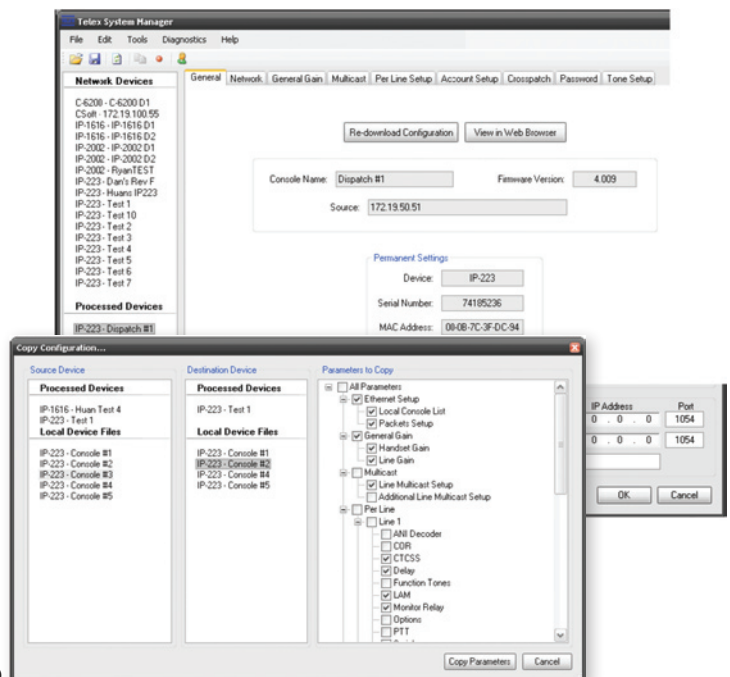 Telex System Manager
File Edit Tools Diagnostics Help
Network Devices
General Network General Gain Multicast Per Line Setup Account Setup Crosspatch Password Tone Setup
C-6200 - C-6200 D1
CSoft - 172.19.100.55
IP-1616 - IP-1616 D1
IP-1616 - IP-1616 D2
IP-2002 - IP-2002 D1
IP-2002 - IP-2002 D2
IP-2002 - RyanTEST
IP-223 - Dan's Rev F
IP-223 - Huans IP223
IP-223 - Test 1
IP-223 - Test 10
IP-223 - Test 2
IP-223 - Test 3
IP-223 - Test 4
IP-223 - Test 5
IP-223 - Test 6
IP-223 - Test 7
Processed Devices
IP-223 - Dispatch #1
Re-download Configuration View in Web Browser
Console Name: Dispatch #1 Firmware Version: 4.009
Source: 172.19.50.51
Permanent Settings
Device: IP-223
Serial Number: 74185236
MAC Address: 00-0B-7C-3F-DC-94
IP Address Port
0 . 0 . 0 1054
0 . 0 . 0 1054
OK Cancel
Copy Configuration...
Source Device
Processed Devices
IP-1616 - Huan Test 4
IP-223 - Test 1
Local Device Files
IP-223 - Console #1
IP-223 - Console #2
IP-223 - Console #3
IP-223 - Console #4
IP-223 - Console #5
Destination Device
Processed Devices
IP-223 - Test 1
Local Device Files
IP-223 - Console #1
IP-223 - Console #2
IP-223 - Console #4
IP-223 - Console #5
Parameters to Copy
All Parameters
Ethernet Setup
Local Console List
Packets Setup
General Gain
Handset Gain
Line Gain
Multicast
Line Multicast Setup
Additional Line Multicast Setup
Per Line
Line 1
ANI Decoder
COR
CTCSS
Delay
Function Tones
LAM
Monitor Relay
Options
PTT
Copy Parameters Cancel